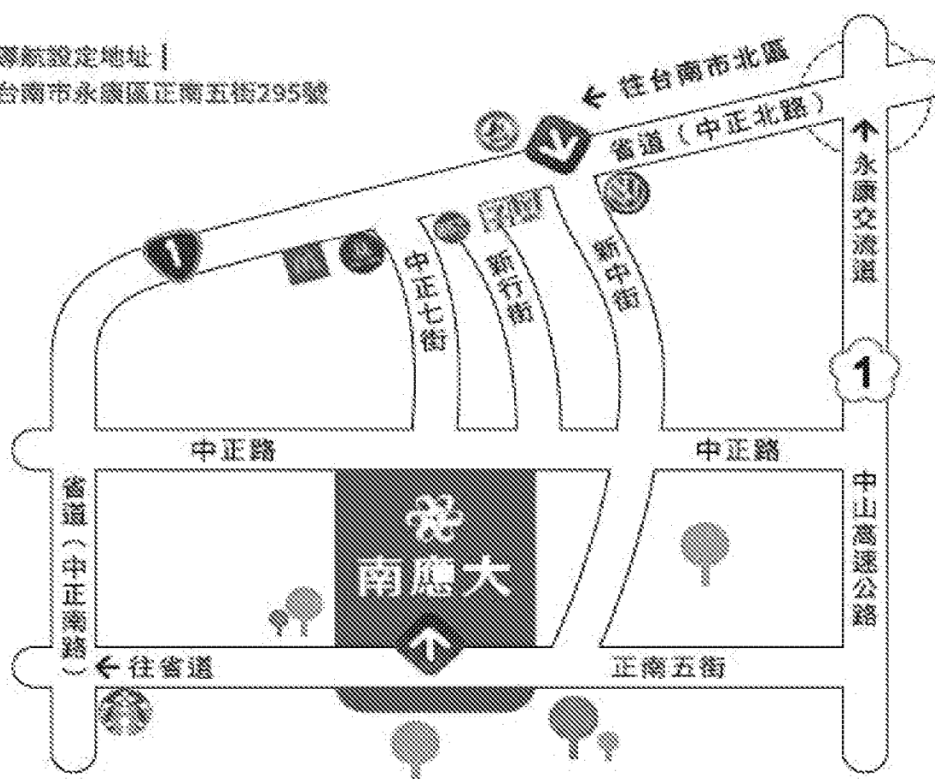 導航設定地址 |
台南市永康區正南五街295號
← 往台南市北區
省道（中正北路）
永康交流道
1
1
中正七街
新行街
新中街
中正路
中正路
省道（中正南路）
中山高速公路
南應大
← 往省道
正南五街